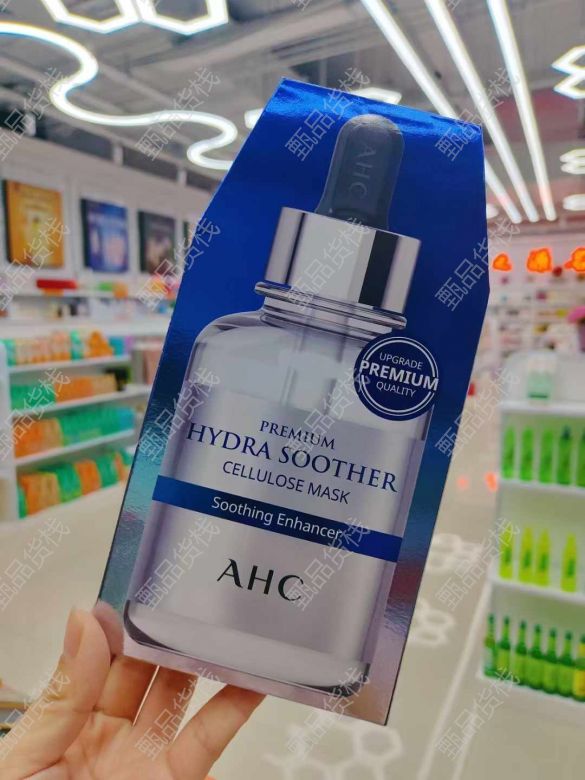 AHC
UPGRADE
PREMIUM
QUALITY
PREMIUM
HYDRA SOOTHER
CELLULOSE MASK
Soothing Enhancer
AHC
甄品货栈